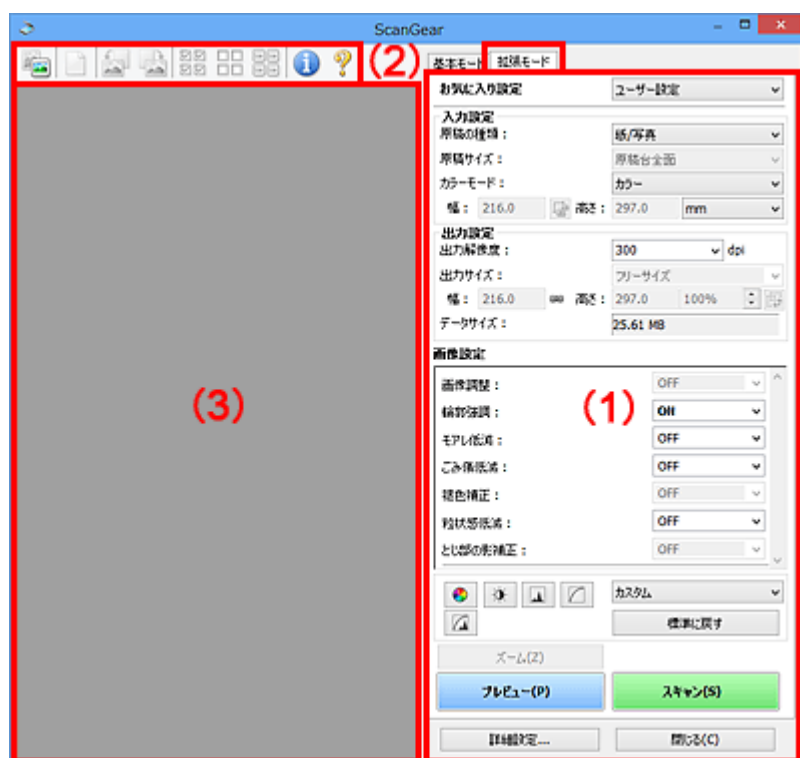 ScanGear
(2)
基本モード 拡張モード
お気に入り設定 ユーザー設定
入力設定
原稿の種類： 紙/写真
原稿サイズ： 原稿台全面
カラーモード： カラー
幅： 216.0 高さ： 297.0 mm
出力設定
出力解像度： 300 dpi
出力サイズ： フリーサイズ
幅： 216.0 高さ： 297.0 100%
データサイズ： 25.61 MB
画像設定
画像調整： OFF
輪郭強調： ON
モアレ低減： OFF
ごみ傷低減： OFF
褪色補正： OFF
粒状感低減： OFF
とじ部の影補正： OFF
(3)
(1)
カスタム
標準に戻す
ズーム(Z)
プレビュー(P) スキャン(S)
詳細設定... 閉じる(C)